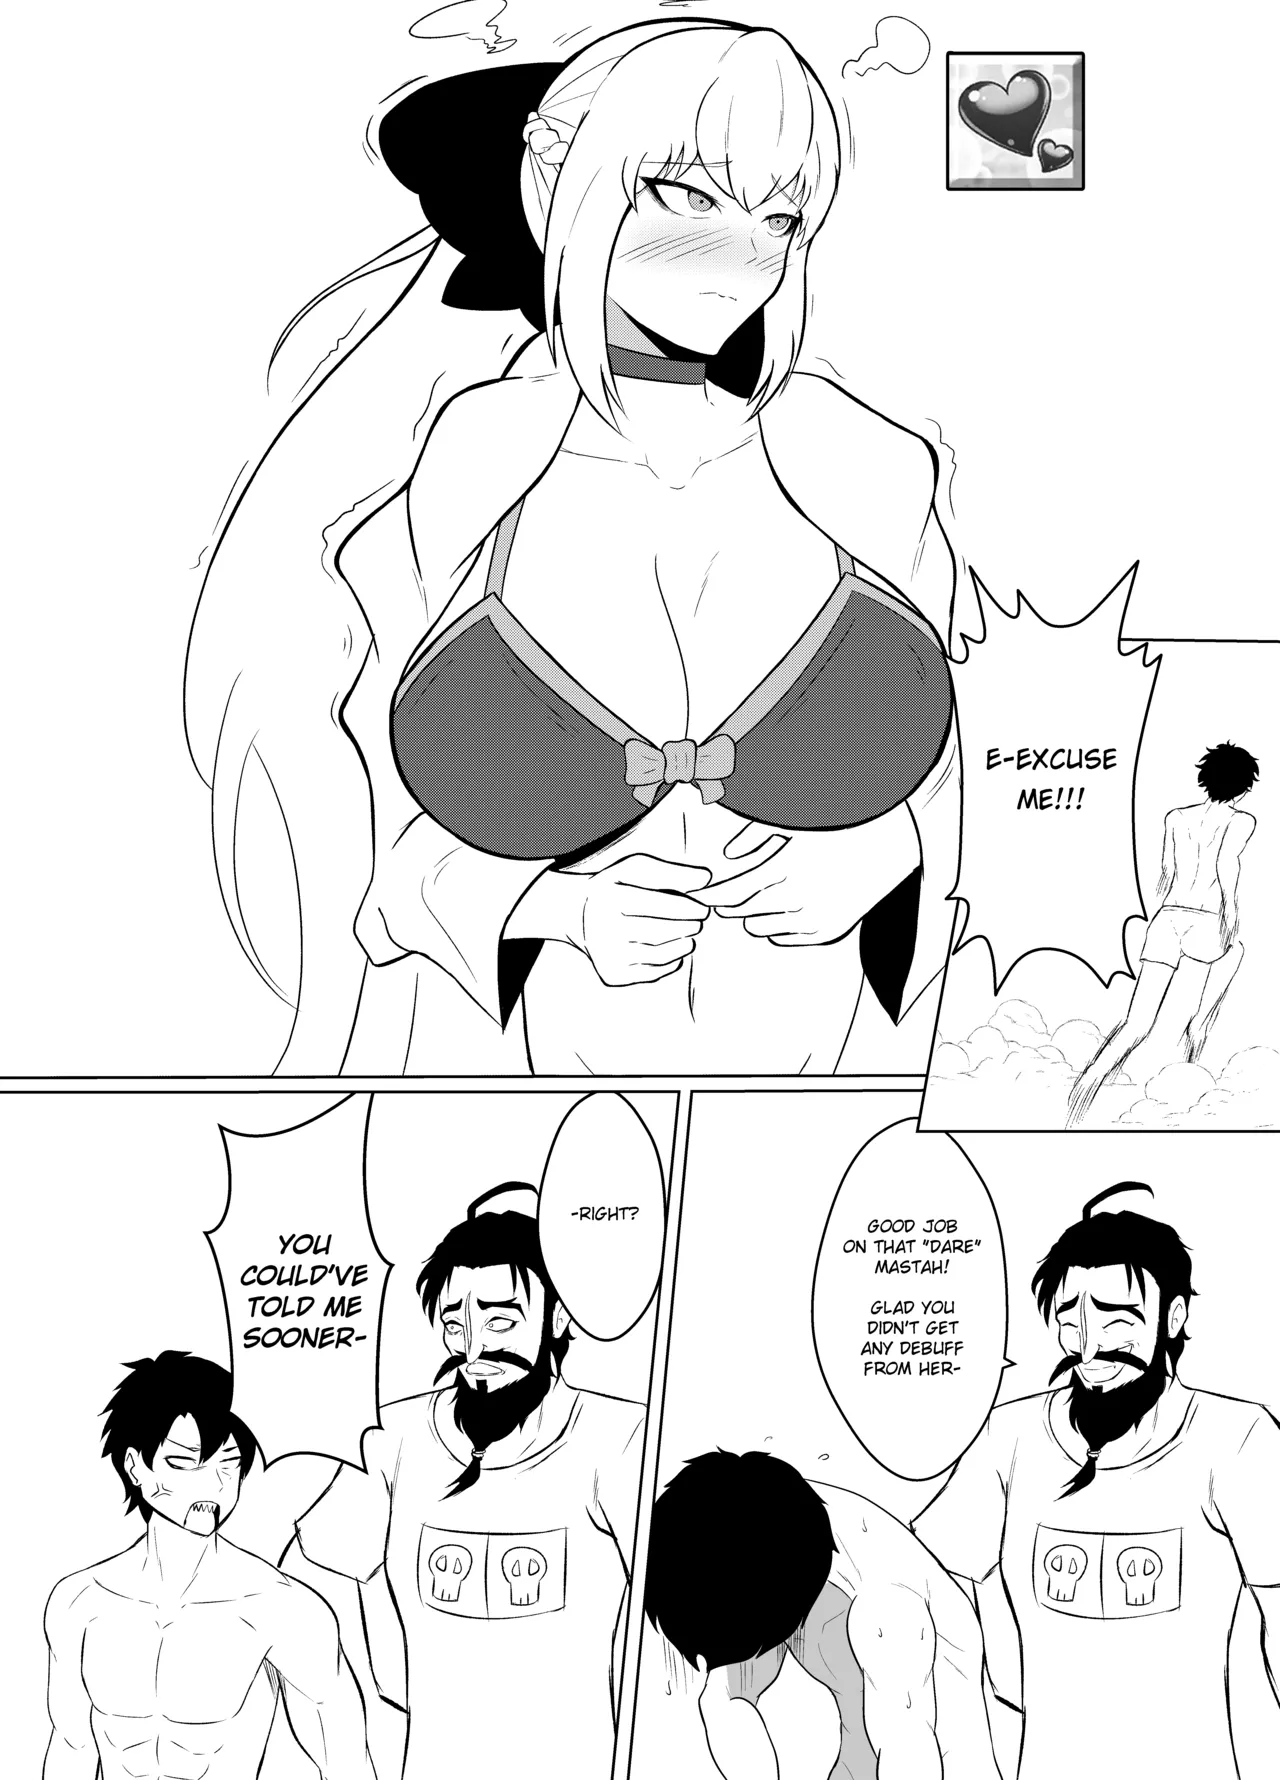 E-EXCUSE
ME!!!
GOOD JOB
ON THAT "DARE"
MASTAH!
GLAD YOU
DIDN'T GET
ANY DEBUFF
FROM HER-
-RIGHT?
YOU
COULD'VE
TOLD ME
SOONER-